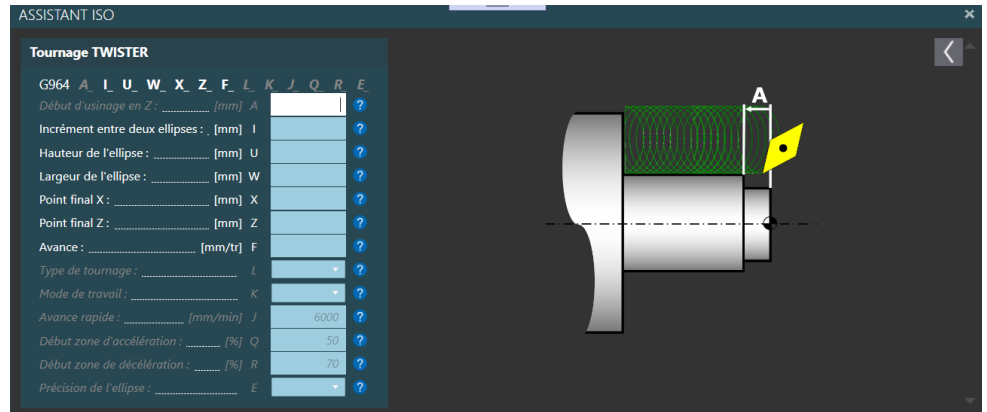 ASSISTANT ISO
Tournage TWISTER
G964 A_ I_ U_ W_ X_ Z_ F_ L_ K_ J_ Q_ R_ E_
Début d'usinage en Z : [mm] A
Incrément entre deux ellipses : [mm] I
Hauteur de l'ellipse : [mm] U
Largeur de l'ellipse : [mm] W
Point final X : [mm] X
Point final Z : [mm] Z
Avance : [mm/tr] F
Type de tournage : L
Mode de travail : K
Avance rapide : [mm/min] J 6000
Début zone d'accélération : [%] Q 50
Début zone de décélération : [%] R 70
Précision de l'ellipse : E
A